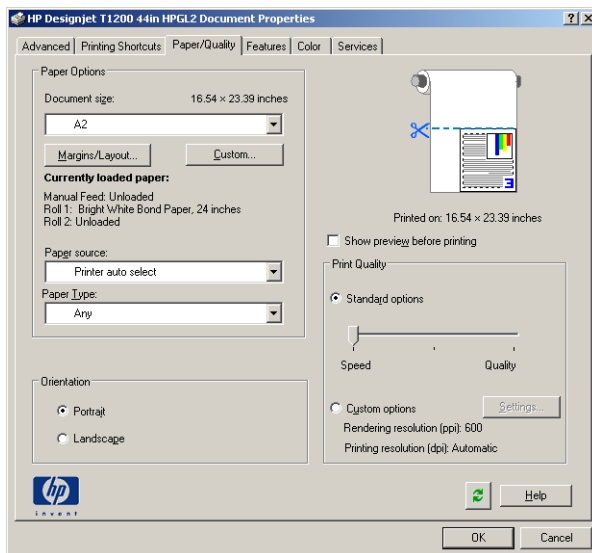 HP Designjet T1200 44in HPGL2 Document Properties
Advanced Printing Shortcuts Paper/Quality Features Color Services
Paper Options
Document size: 16.54 × 23.39 inches
A2
Margins/Layout... Custom...
Currently loaded paper:
Manual Feed: Unloaded
Roll 1: Bright White Bond Paper, 24 inches
Roll 2: Unloaded
Paper source:
Printer auto select
Paper Type:
Any
Orientation
Portrait
Landscape
3
Printed on: 16.54 × 23.39 inches
Show preview before printing
Print Quality
Standard options
Speed Quality
Custom options Settings...
Rendering resolution (ppi): 600
Printing resolution (dpi): Automatic
hp
invent
Help
OK Cancel